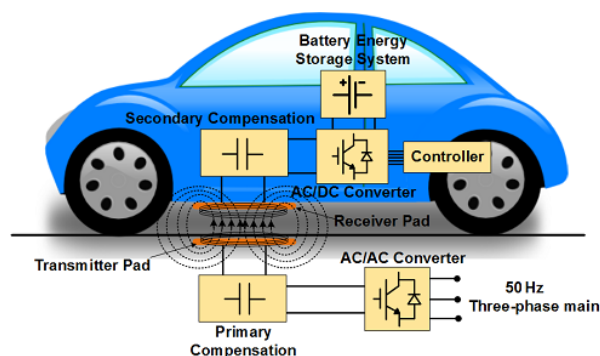 Battery Energy
Storage System
Secondary Compensation
Controller
AC/DC Converter
Receiver Pad
Transmitter Pad
AC/AC Converter
50 Hz
Three-phase main
Primary
Compensation